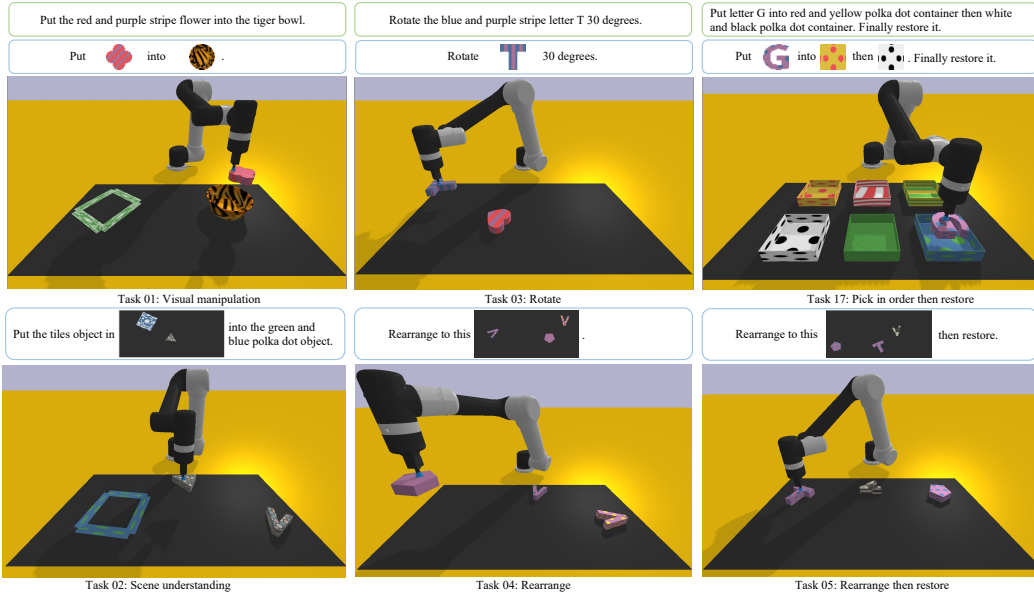 Put the red and purple stripe flower into the tiger bowl.
Put into .
Task 01: Visual manipulation
Rotate the blue and purple stripe letter T 30 degrees.
Rotate T 30 degrees.
Task 03: Rotate
Put letter G into red and yellow polka dot container then white
and black polka dot container. Finally restore it.
Put G into then . Finally restore it.
Task 17: Pick in order then restore
Put the tiles object in into the green and
blue polka dot object.
Task 02: Scene understanding
Rearrange to this .
Task 04: Rearrange
Rearrange to this then restore.
Task 05: Rearrange then restore